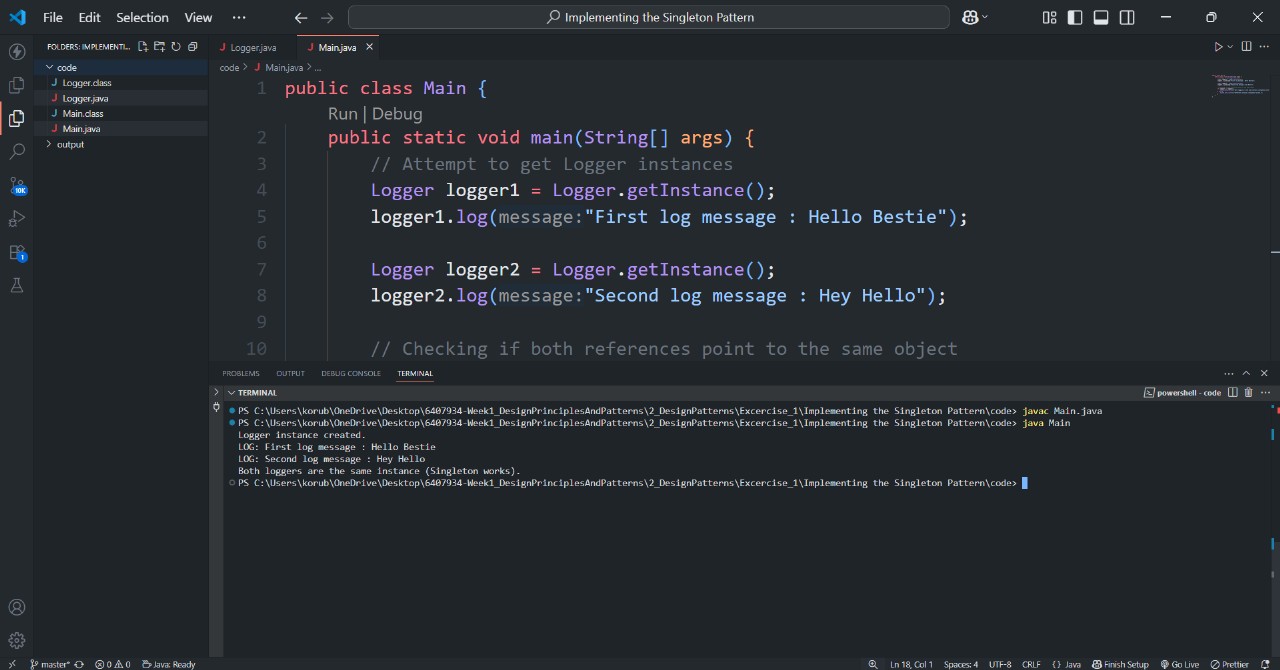 File Edit Selection View ··· Implementing the Singleton Pattern
FOLDERS: IMPLEMENTI...
code
Logger.class
Logger.java
Main.class
Main.java
output
10K
1
Logger.java Main.java
code > Main.java > ...
1 public class Main {
Run | Debug
2 public static void main(String[] args) {
3 // Attempt to get Logger instances
4 Logger logger1 = Logger.getInstance();
5 logger1.log(message:"First log message : Hello Bestie");
6
7 Logger logger2 = Logger.getInstance();
8 logger2.log(message:"Second log message : Hey Hello");
9
10 // Checking if both references point to the same object
PROBLEMS OUTPUT DEBUG CONSOLE TERMINAL
TERMINAL powershell - code
PS C:\Users\korub\OneDrive\Desktop\6407934-Week1_DesignPrinciplesAndPatterns\2_DesignPatterns\Excercise_1\Implementing the Singleton Pattern\code> javac Main.java
PS C:\Users\korub\OneDrive\Desktop\6407934-Week1_DesignPrinciplesAndPatterns\2_DesignPatterns\Excercise_1\Implementing the Singleton Pattern\code> java Main
Logger instance created.
LOG: First log message : Hello Bestie
LOG: Second log message : Hey Hello
Both loggers are the same instance (Singleton works).
PS C:\Users\korub\OneDrive\Desktop\6407934-Week1_DesignPrinciplesAndPatterns\2_DesignPatterns\Excercise_1\Implementing the Singleton Pattern\code>
master* 0 0 Java: Ready Ln 18, Col 1 Spaces: 4 UTF-8 CRLF {} Java Finish Setup Go Live Prettier